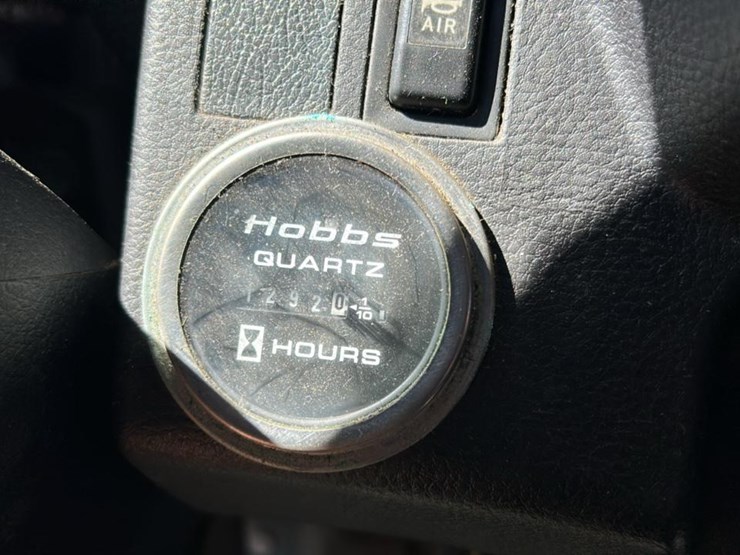 AIR
Hobbs
QUARTZ
12920 1/10
HOURS